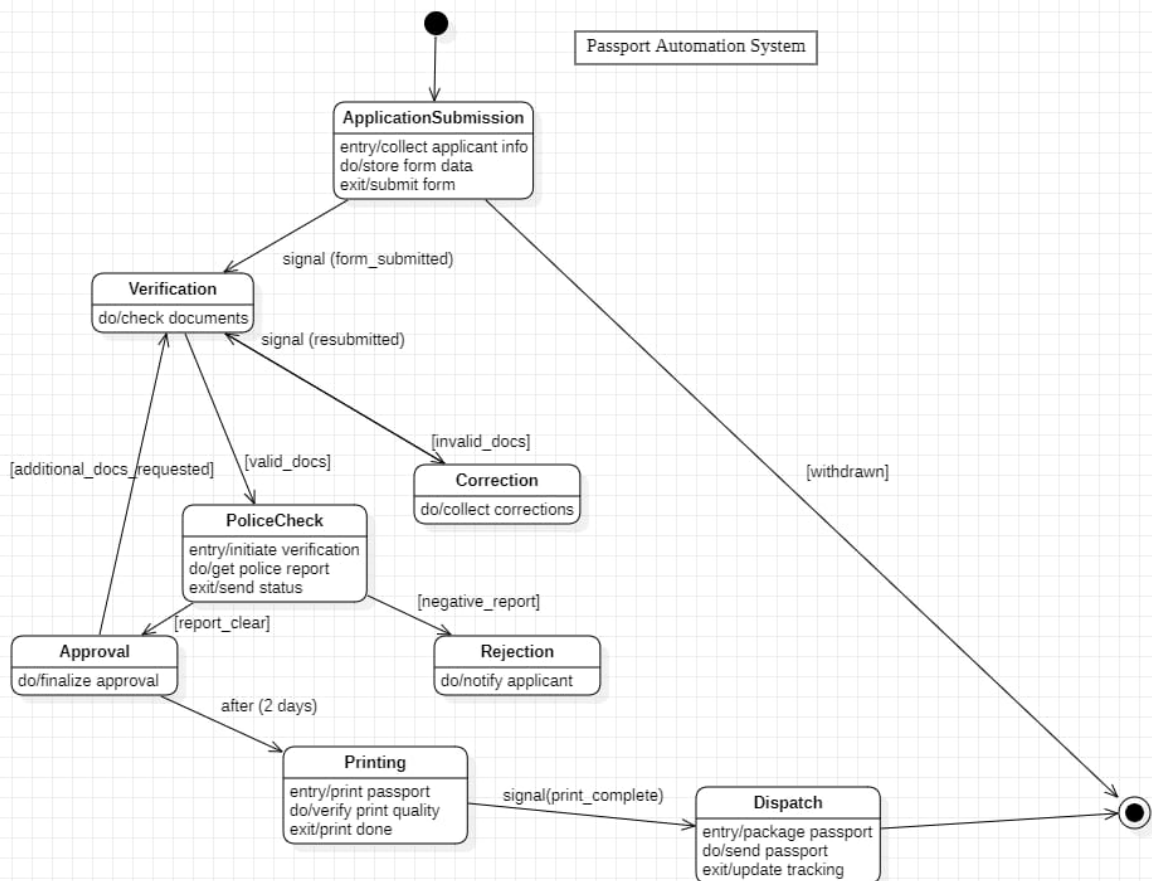 Passport Automation System
ApplicationSubmission
entry/collect applicant info
do/store form data
exit/submit form
signal (form_submitted)
Verification
do/check documents
signal (resubmitted)
[invalid_docs]
[additional_docs_requested]
[valid_docs]
[withdrawn]
Correction
do/collect corrections
PoliceCheck
entry/initiate verification
do/get police report
exit/send status
[negative_report]
[report_clear]
Approval
do/finalize approval
Rejection
do/notify applicant
after (2 days)
Printing
entry/print passport
do/verify print quality
exit/print done
signal(print_complete)
Dispatch
entry/package passport
do/send passport
exit/update tracking